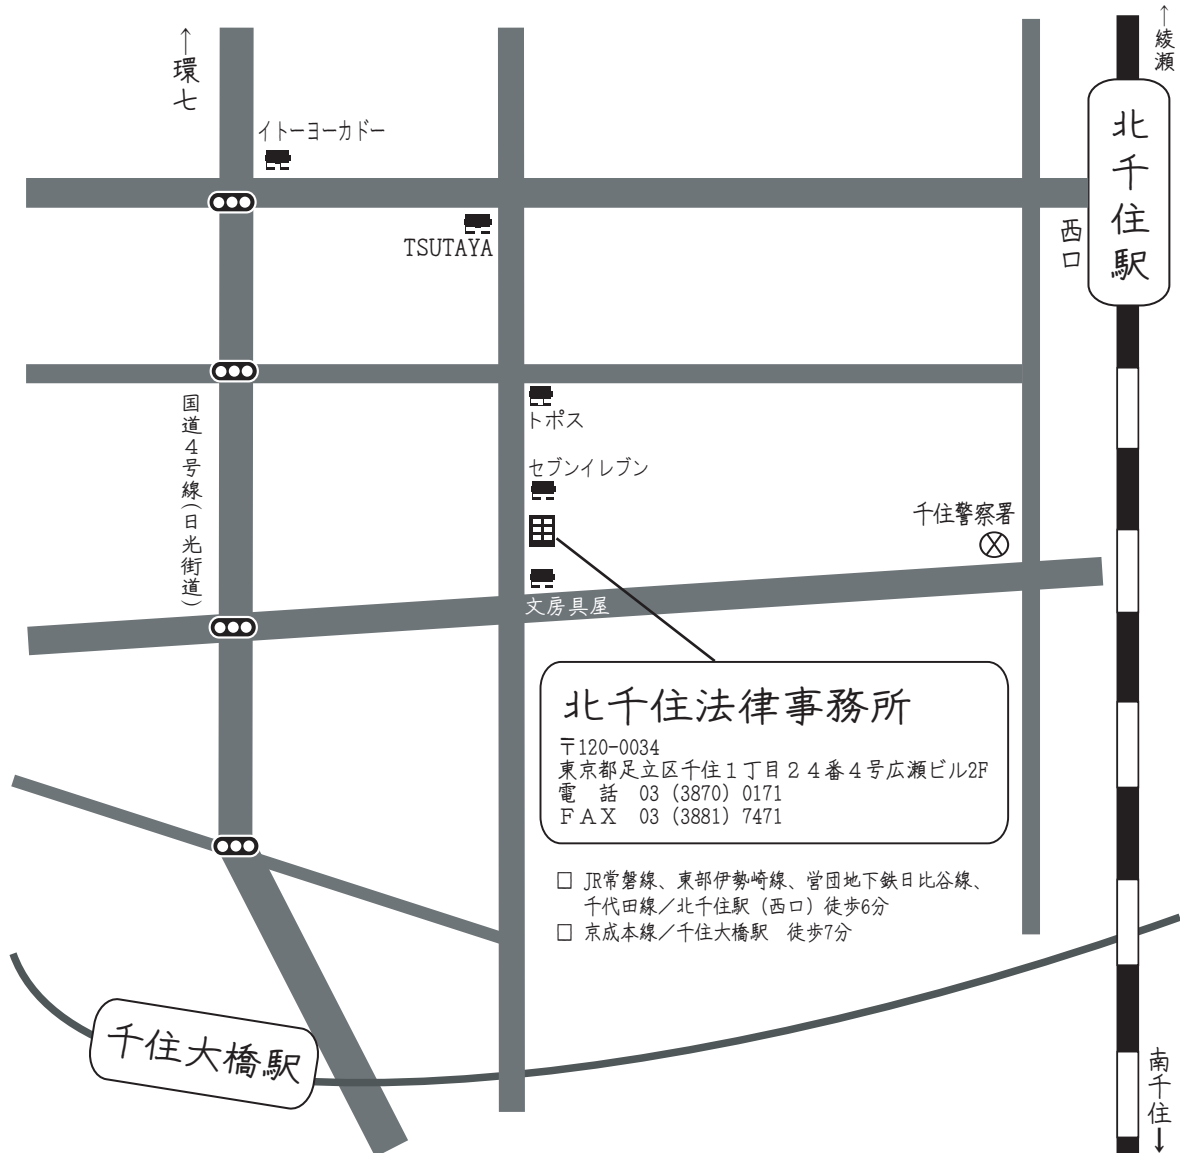 ↑綾瀬
↑環七
北千住駅
イトーヨーカドー
西口
TSUTAYA
国道４号線(日光街道)
トポス
セブンイレブン
千住警察署
文房具屋
北千住法律事務所
〒120-0034
東京都足立区千住１丁目２４番４号広瀬ビル2F
電　話　03 (3870) 0171
ＦＡＸ　03 (3881) 7471
□ JR常磐線、東部伊勢崎線、営団地下鉄日比谷線、
千代田線／北千住駅（西口）徒歩6分
□ 京成本線／千住大橋駅　徒歩7分
千住大橋駅
南千住↓